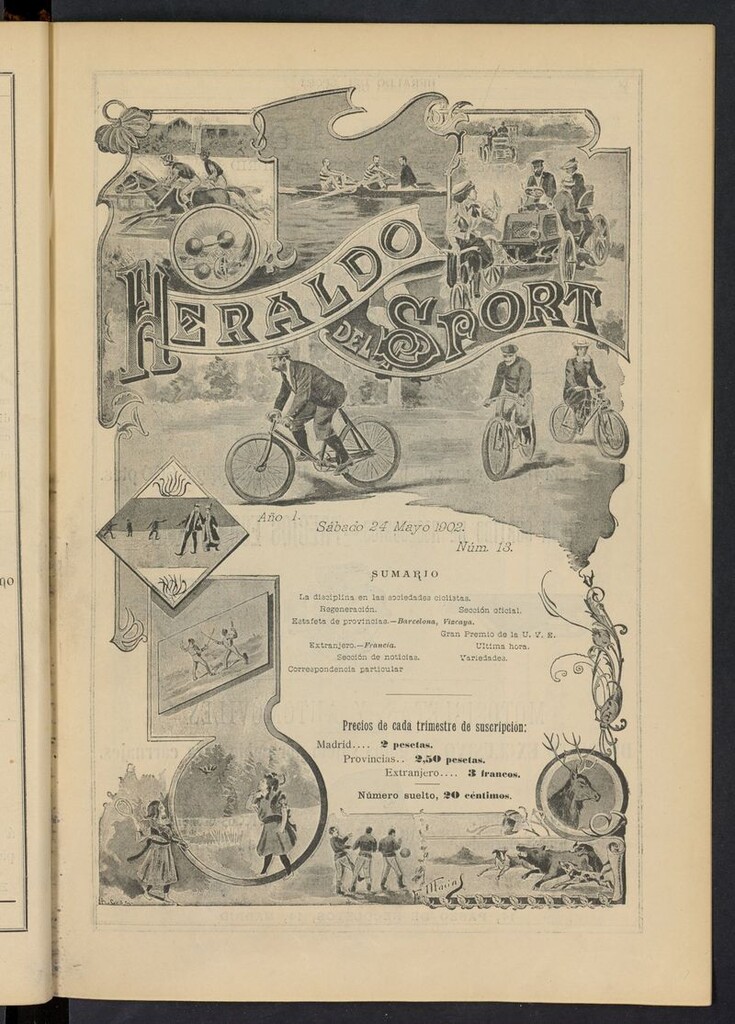 HERALDO
DEL SPORT
Año 1.
Sábado 24 Mayo 1902.
Núm. 13.
SUMARIO
La disciplina en las sociedades ciclistas.
Regeneración. Sección oficial.
Estafeta de provincias.—Barcelona, Vizcaya.
Gran Premio de la U. V. E.
Extranjero.—Francia. Ultima hora.
Sección de noticias. Variedades.
Correspondencia particular
Precios de cada trimestre de suscripción:
Madrid.... 2 pesetas.
Provincias.. 2,50 pesetas.
Extranjero.... 3 francos.
Número suelto, 20 céntimos.